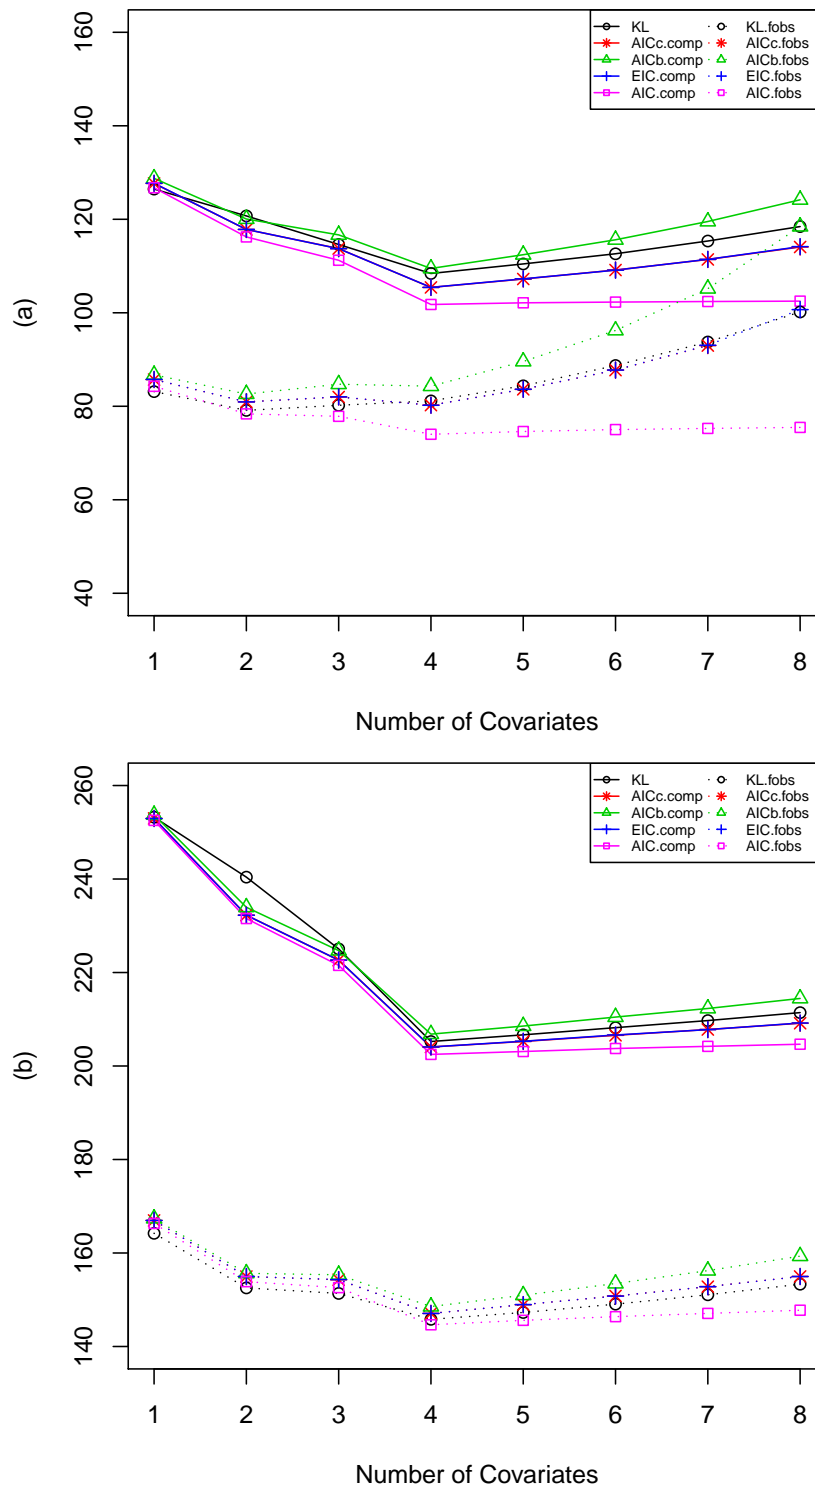 (a)
160
140
120
100
80
60
40
KL KL.fobs
AICc.comp AICc.fobs
AICb.comp AICb.fobs
EIC.comp EIC.fobs
AIC.comp AIC.fobs
1 2 3 4 5 6 7 8
Number of Covariates
(b)
260
240
220
200
180
160
140
KL KL.fobs
AICc.comp AICc.fobs
AICb.comp AICb.fobs
EIC.comp EIC.fobs
AIC.comp AIC.fobs
1 2 3 4 5 6 7 8
Number of Covariates